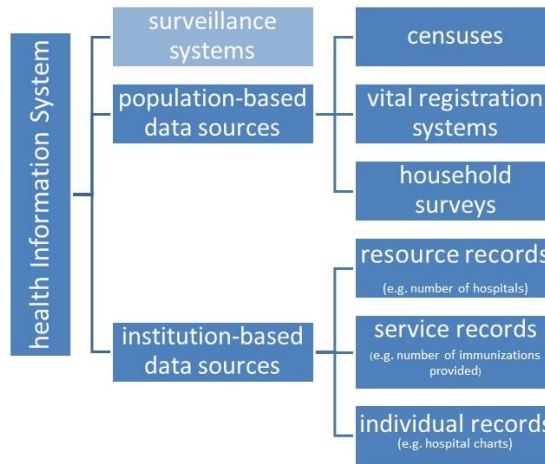 health Information System
surveillance
systems
population-based
data sources
institution-based
data sources
censuses
vital registration
systems
household
surveys
resource records
(e.g. number of hospitals)
service records
(e.g. number of immunizations
provided)
individual records
(e.g. hospital charts)